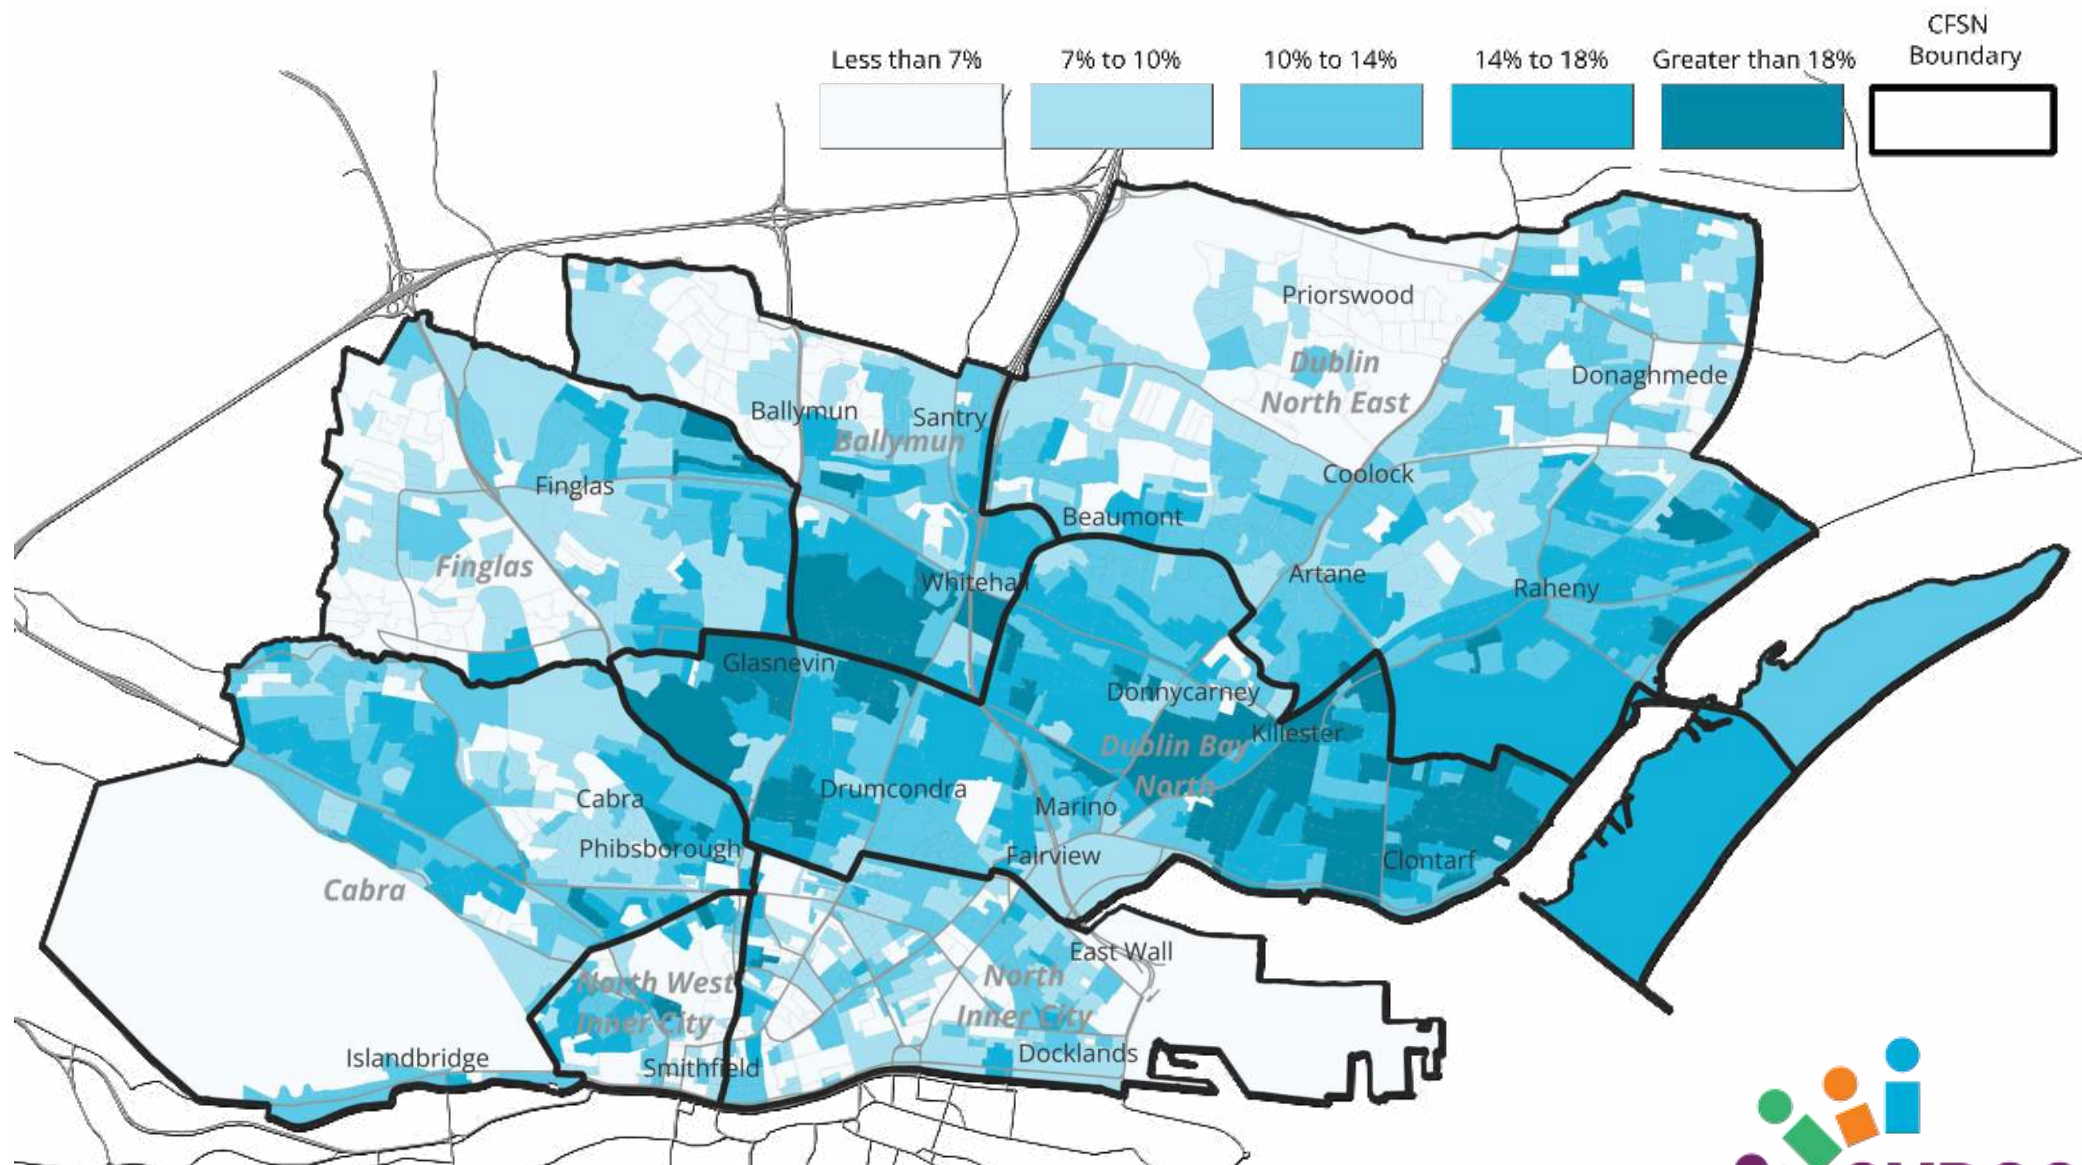 CFSN
Boundary
Less than 7%
7% to 10%
10% to 14%
14% to 18%
Greater than 18%
Priorswood
Dublin
North East
Donaghmede
Ballymun
Santry
Ballymun
Coolock
Finglas
Beaumont
Finglas
Whitehall
Artane
Raheny
Glasnevin
Donnycarney
Killester
Dublin Bay
North
Drumcondra
Cabra
Marino
Phibsborough
Fairview
Clontarf
Cabra
East Wall
North West
Inner City
North
Inner City
Islandbridge
Smithfield
Docklands